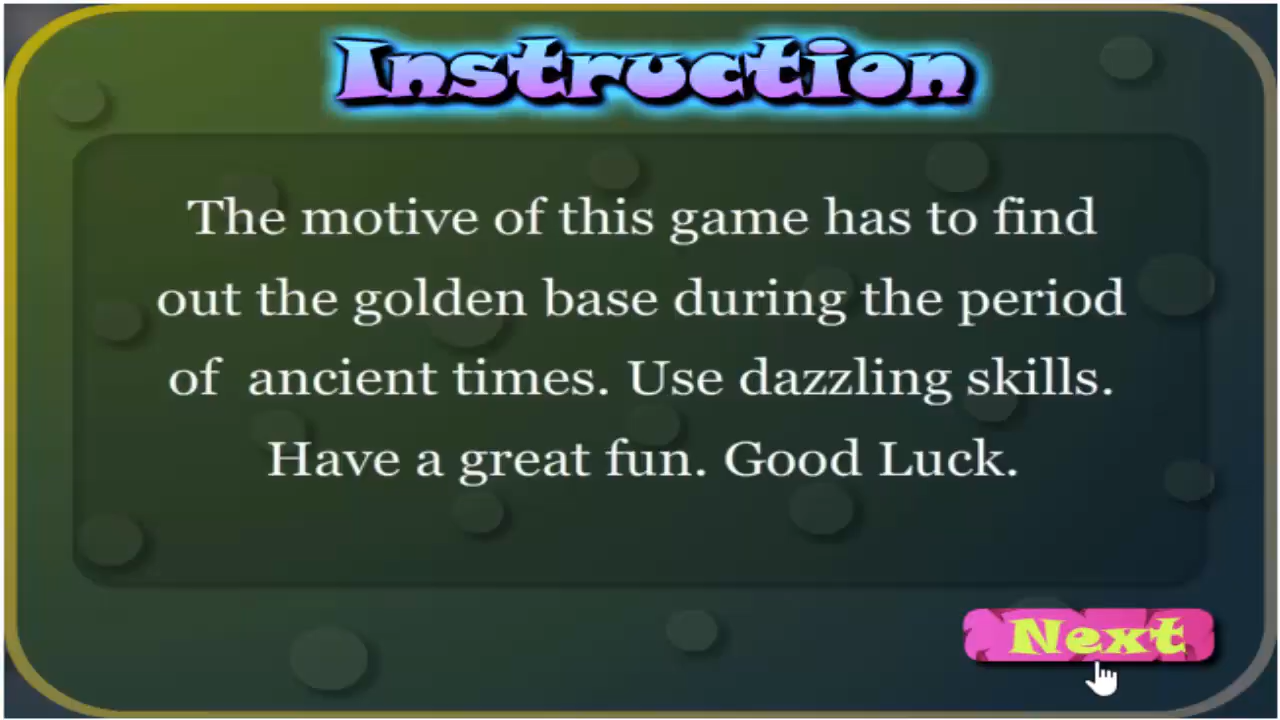 Instruction
The motive of this game has to find
out the golden base during the period
of ancient times. Use dazzling skills.
Have a great fun. Good Luck.
Next